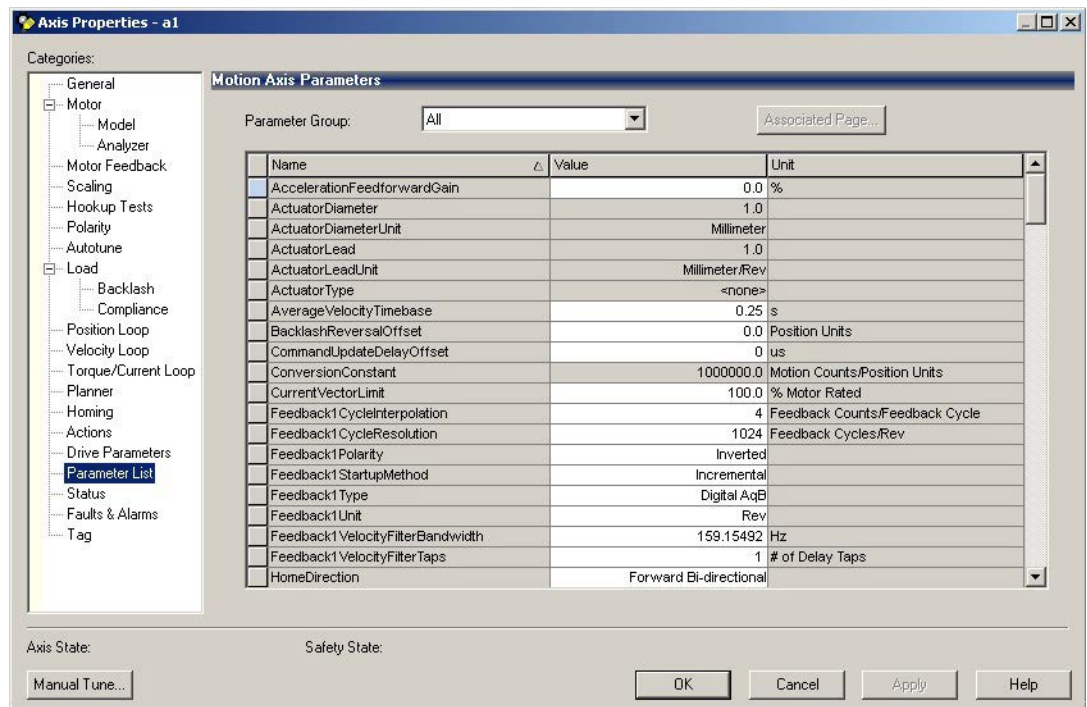 Axis Properties - a1
Categories:
General
Motor
Model
Analyzer
Motor Feedback
Scaling
Hookup Tests
Polarity
Autotune
Load
Backlash
Compliance
Position Loop
Velocity Loop
Torque/Current Loop
Planner
Homing
Actions
Drive Parameters
Parameter List
Status
Faults & Alarms
Tag
Motion Axis Parameters
Parameter Group: All Associated Page...
Name Value Unit
AccelerationFeedforwardGain 0.0 %
ActuatorDiameter 1.0
ActuatorDiameterUnit Millimeter
ActuatorLead 1.0
ActuatorLeadUnit Millimeter/Rev
ActuatorType <none>
AverageVelocityTimebase 0.25 s
BacklashReversalOffset 0.0 Position Units
CommandUpdateDelayOffset 0 us
ConversionConstant 1000000.0 Motion Counts/Position Units
CurrentVectorLimit 100.0 % Motor Rated
Feedback1CycleInterpolation 4 Feedback Counts/Feedback Cycle
Feedback1CycleResolution 1024 Feedback Cycles/Rev
Feedback1Polarity Inverted
Feedback1StartupMethod Incremental
Feedback1Type Digital AqB
Feedback1Unit Rev
Feedback1VelocityFilterBandwidth 159.15492 Hz
Feedback1VelocityFilterTaps 1 # of Delay Taps
HomeDirection Forward Bi-directional
Axis State: Safety State:
Manual Tune... OK Cancel Apply Help